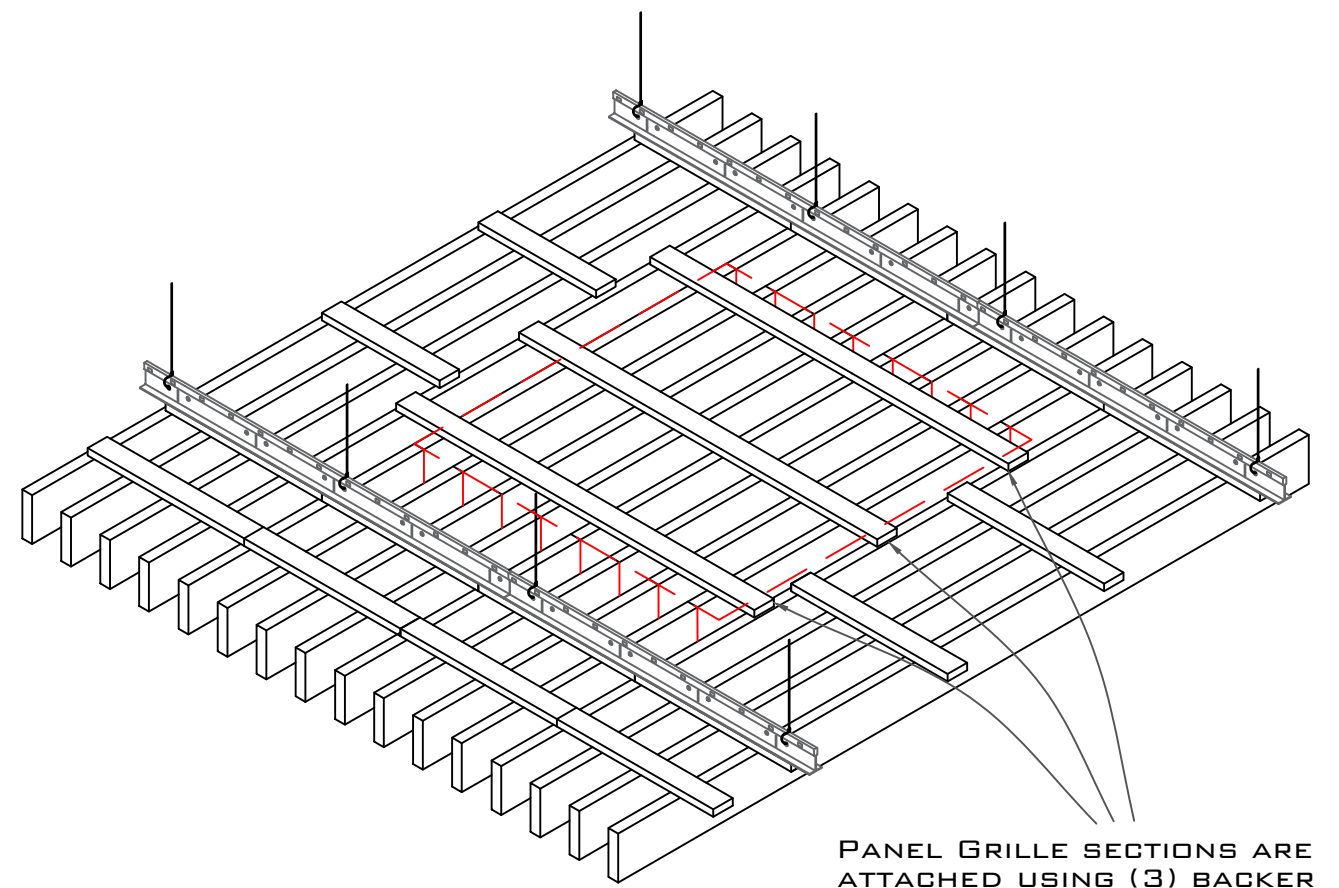 Panel Grille sections are
attached using (3) backer